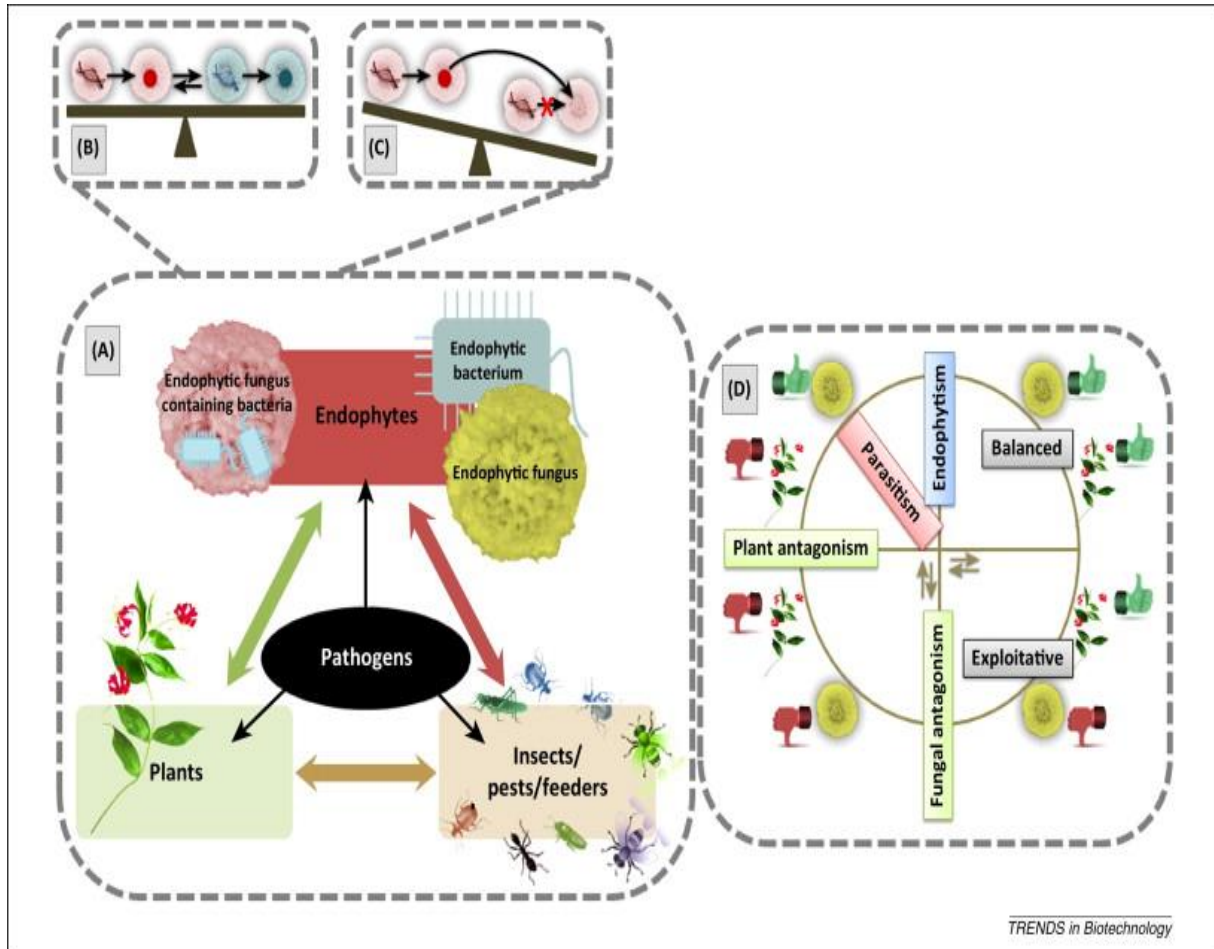 (B)
(C)
(A)
Endophytic fungus
containing bacteria
Endophytes
Endophytic
bacterium
Endophytic fungus
Pathogens
Plants
Insects/
pests/feeders
(D)
Endophytism
Parasitism
Balanced
Plant antagonism
Exploitative
Fungal antagonism
TRENDS in Biotechnology